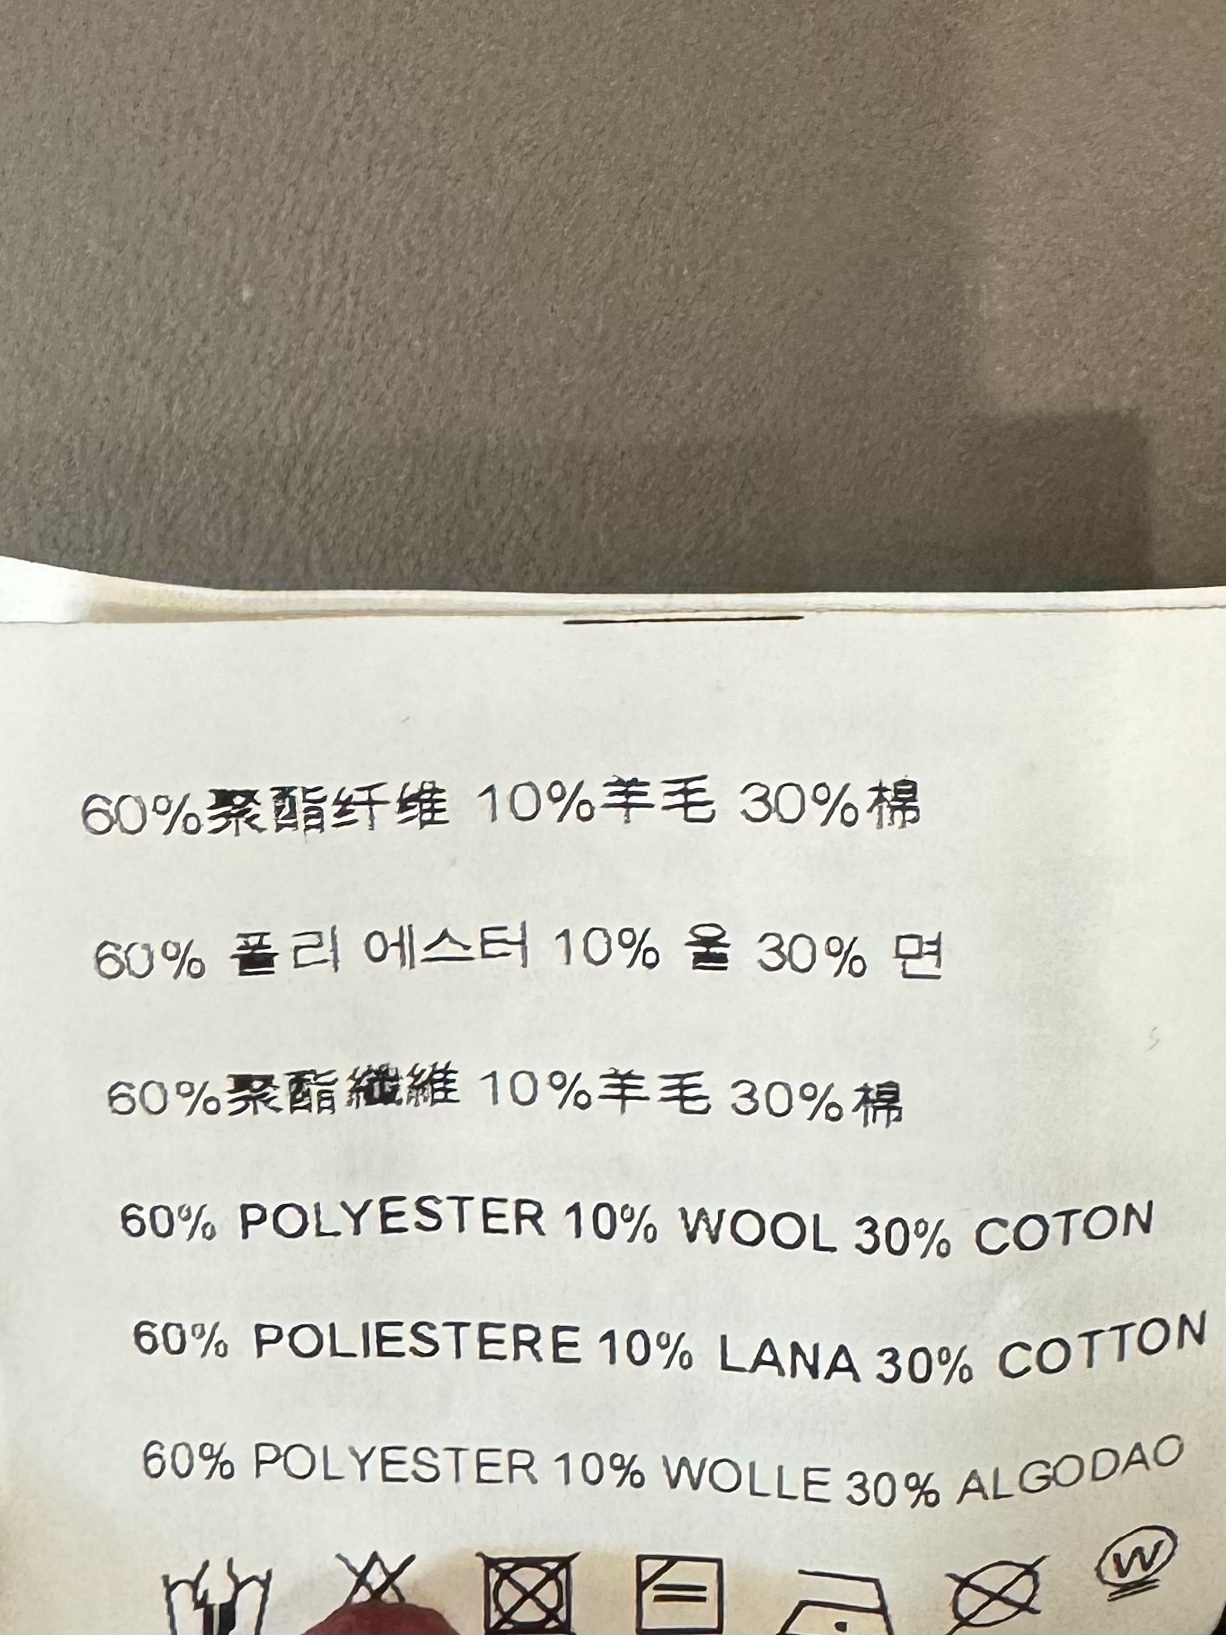 60%聚酯纤维 10%羊毛 30%棉
60% 폴리 에스터 10% 울 30% 면
60%聚酯纖維 10%羊毛 30%棉
60% POLYESTER 10% WOOL 30% COTON
60% POLIESTERE 10% LANA 30% COTTON
60% POLYESTER 10% WOLLE 30% ALGODAO
W